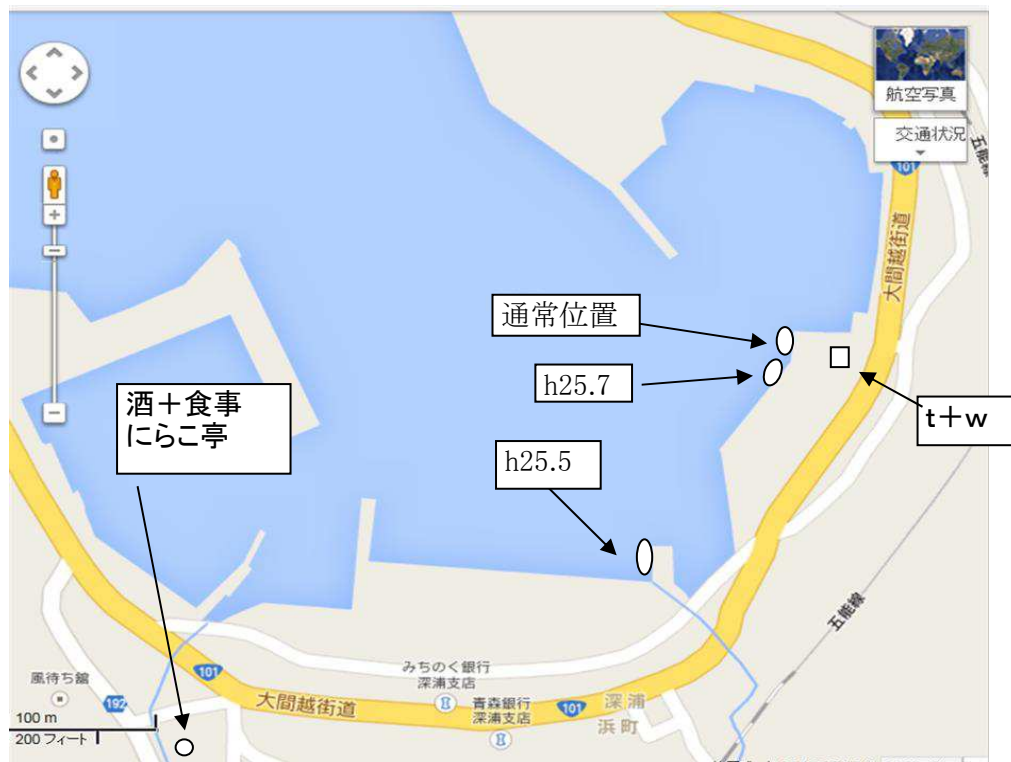 航空写真
交通状況
五能線
101
大間越街道
通常位置
h25.7
酒＋食事
にらこ亭
t＋w
h25.5
五能線
みちのく銀行
深浦支店
風待ち舘
101
192
大間越街道
青森銀行
深浦支店
101
深浦
浜町
100 m
200 フィート